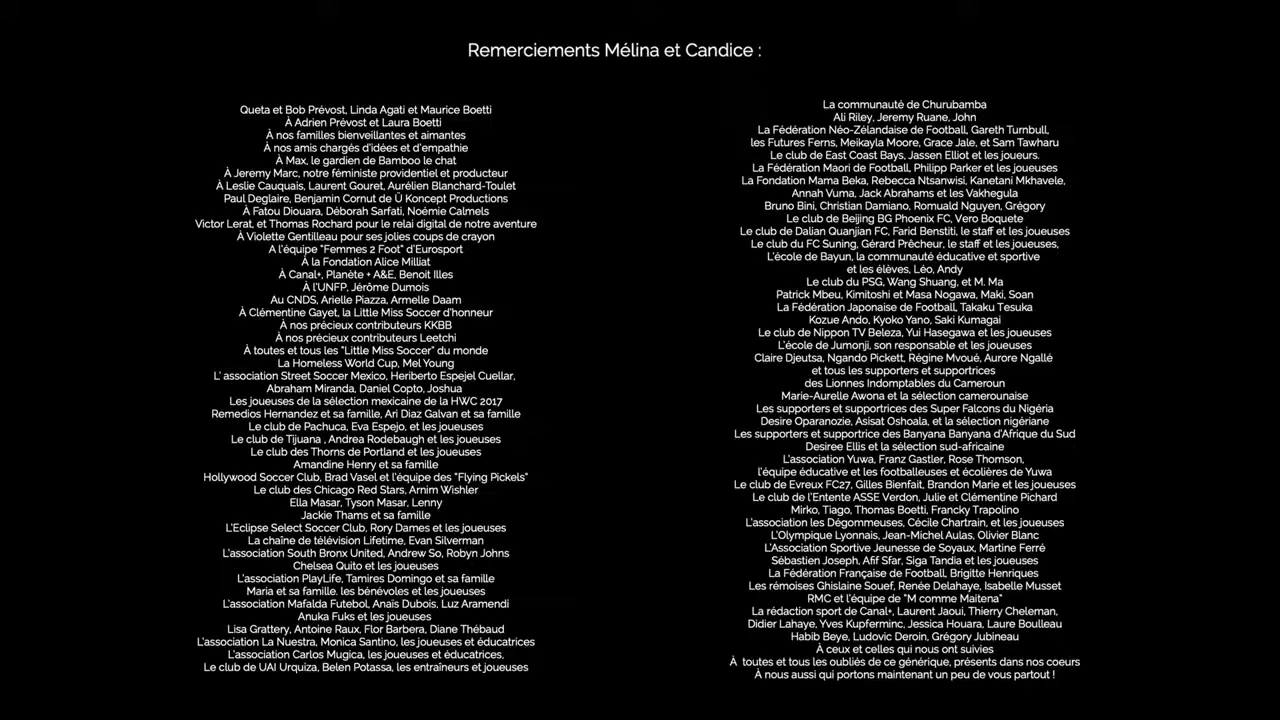 Remerciements Mélina et Candice :
Queta et Bob Prévost, Linda Agati et Maurice Boetti
À Adrien Prévost et Laura Boetti
À nos familles bienveillantes et aimantes
À nos amis chargés d'idées et d'empathie
À Max, le gardien de Bamboo le chat
À Jeremy Marc, notre féministe providentiel et producteur
À Leslie Cauquais, Laurent Gouret, Aurélien Blanchard-Toulet
Paul Deglaire, Benjamin Cornut de Ü Koncept Productions
À Fatou Diouara, Déborah Sarfati, Noémie Calmels
Victor Lerat, et Thomas Rochard pour le relai digital de notre aventure
À Violette Gentilleau pour ses jolies coups de crayon
A l'équipe "Femmes 2 Foot" d'Eurosport
À la Fondation Alice Milliat
À Canal+, Planète + A&E, Benoit Illes
À l'UNFP, Jérôme Dumois
Au CNDS, Arielle Piazza, Armelle Daam
À Clémentine Gayet, la Little Miss Soccer d'honneur
À nos précieux contributeurs KKBB
À nos précieux contributeurs Leetchi
À toutes et tous les "Little Miss Soccer" du monde
La Homeless World Cup, Mel Young
L' association Street Soccer Mexico, Heriberto Espejel Cuellar,
Abraham Miranda, Daniel Copto, Joshua
Les joueuses de la sélection mexicaine de la HWC 2017
Remedios Hernandez et sa famille, Ari Diaz Galvan et sa famille
Le club de Pachuca, Eva Espejo, et les joueuses
Le club de Tijuana , Andrea Rodebaugh et les joueuses
Le club des Thorns de Portland et les joueuses
Amandine Henry et sa famille
Hollywood Soccer Club, Brad Vasel et l'équipe des "Flying Pickels"
Le club des Chicago Red Stars, Arnim Wishler
Ella Masar, Tyson Masar, Lenny
Jackie Thams et sa famille
L'Eclipse Select Soccer Club, Rory Dames et les joueuses
La chaîne de télévision Lifetime, Evan Silverman
L'association South Bronx United, Andrew So, Robyn Johns
Chelsea Quito et les joueuses
L'association PlayLife, Tamires Domingo et sa famille
Maria et sa famille. les bénévoles et les joueuses
L'association Mafalda Futebol, Anaïs Dubois, Luz Aramendi
Anuka Fuks et les joueuses
Lisa Grattery, Antoine Raux, Flor Barbera, Diane Thébaud
L'association La Nuestra, Monica Santino, les joueuses et éducatrices
L'association Carlos Mugica, les joueuses et éducatrices,
Le club de UAI Urquiza, Belen Potassa, les entraîneurs et joueuses
La communauté de Churubamba
Ali Riley, Jeremy Ruane, John
La Fédération Néo-Zélandaise de Football, Gareth Turnbull,
les Futures Ferns, Meikayla Moore, Grace Jale, et Sam Tawharu
Le club de East Coast Bays, Jassen Elliot et les joueurs.
La Fédération Maori de Football, Philipp Parker et les joueuses
La Fondation Mama Beka, Rebecca Ntsanwisi, Kanetani Mkhavele,
Annah Vuma, Jack Abrahams et les Vakhegula
Bruno Bini, Christian Damiano, Romuald Nguyen, Grégory
Le club de Beijing BG Phoenix FC, Vero Boquete
Le club de Dalian Quanjian FC, Farid Benstiti, le staff et les joueuses
Le club du FC Suning, Gérard Prêcheur, le staff et les joueuses,
L'école de Bayun, la communauté éducative et sportive
et les élèves, Léo, Andy
Le club du PSG, Wang Shuang, et M. Ma
Patrick Mbeu, Kimitoshi et Masa Nogawa, Maki, Soan
La Fédération Japonaise de Football, Takaku Tesuka
Kozue Ando, Kyoko Yano, Saki Kumagai
Le club de Nippon TV Beleza, Yui Hasegawa et les joueuses
L'école de Jumonji, son responsable et les joueuses
Claire Djeutsa, Ngando Pickett, Régine Mvoué, Aurore Ngallé
et tous les supporters et supportrices
des Lionnes Indomptables du Cameroun
Marie-Aurelle Awona et la sélection camerounaise
Les supporters et supportrices des Super Falcons du Nigéria
Desire Oparanozie, Asisat Oshoala, et la sélection nigériane
Les supporters et supportrice des Banyana Banyana d'Afrique du Sud
Desiree Ellis et la sélection sud-africaine
L'association Yuwa, Franz Gastler, Rose Thomson,
l'équipe éducative et les footballeuses et écolières de Yuwa
Le club de Evreux FC27, Gilles Bienfait, Brandon Marie et les joueuses
Le club de l'Entente ASSE Verdon, Julie et Clémentine Pichard
Mirko, Tiago, Thomas Boetti, Francky Trapolino
L'association les Dégommeuses, Cécile Chartrain, et les joueuses
L'Olympique Lyonnais, Jean-Michel Aulas, Olivier Blanc
L'Association Sportive Jeunesse de Soyaux, Martine Ferré
Sébastien Joseph, Afif Sfar, Siga Tandia et les joueuses
La Fédération Française de Football, Brigitte Henriques
Les rémoises Ghislaine Souef, Renée Delahaye, Isabelle Musset
RMC et l'équipe de "M comme Maitena"
La rédaction sport de Canal+, Laurent Jaoui, Thierry Cheleman,
Didier Lahaye, Yves Kupferminc, Jessica Houara, Laure Boulleau
Habib Beye, Ludovic Deroin, Grégory Jubineau
À ceux et celles qui nous ont suivies
À toutes et tous les oubliés de ce générique, présents dans nos coeurs
À nous aussi qui portons maintenant un peu de vous partout !